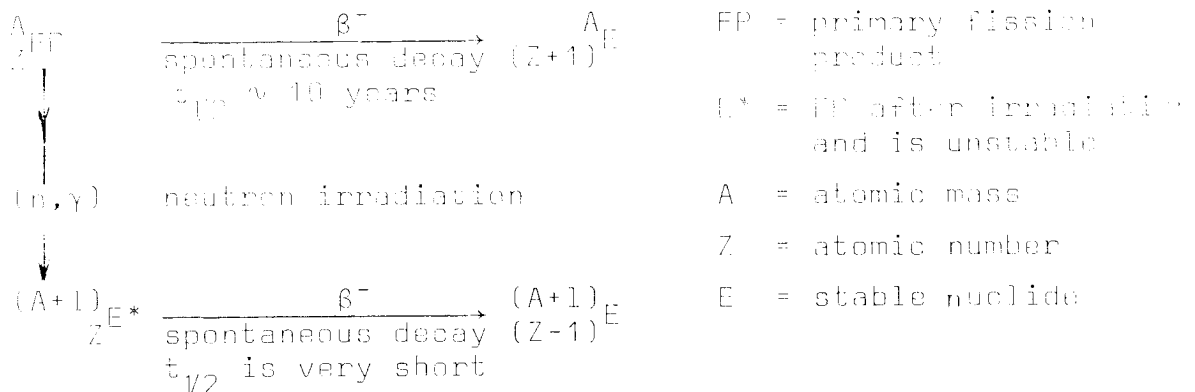 A β⁻ A FP = primary fission
Z FP (Z+1) E product
spontaneous decay
t1/2 ~ 10 years
E* = FP after irradiation
and is unstable
(n,γ) neutron irradiation
A = atomic mass
Z = atomic number
(A+1) β⁻ (A+1) E = stable nuclide
Z E* (Z-1) E
spontaneous decay
t1/2 is very short